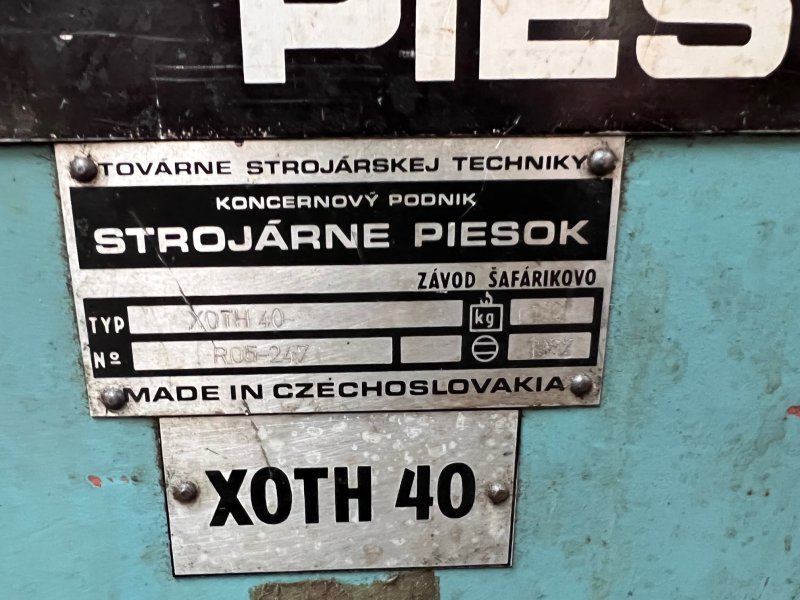 PIES
TOVÁRNE STROJÁRSKEJ TECHNIKY
KONCERNOVÝ PODNIK
STROJÁRNE PIESOK
ZÁVOD ŠAFÁRIKOVO
TYP XOTH 40 kg
Nº R05-247
MADE IN CZECHOSLOVAKIA
XOTH 40